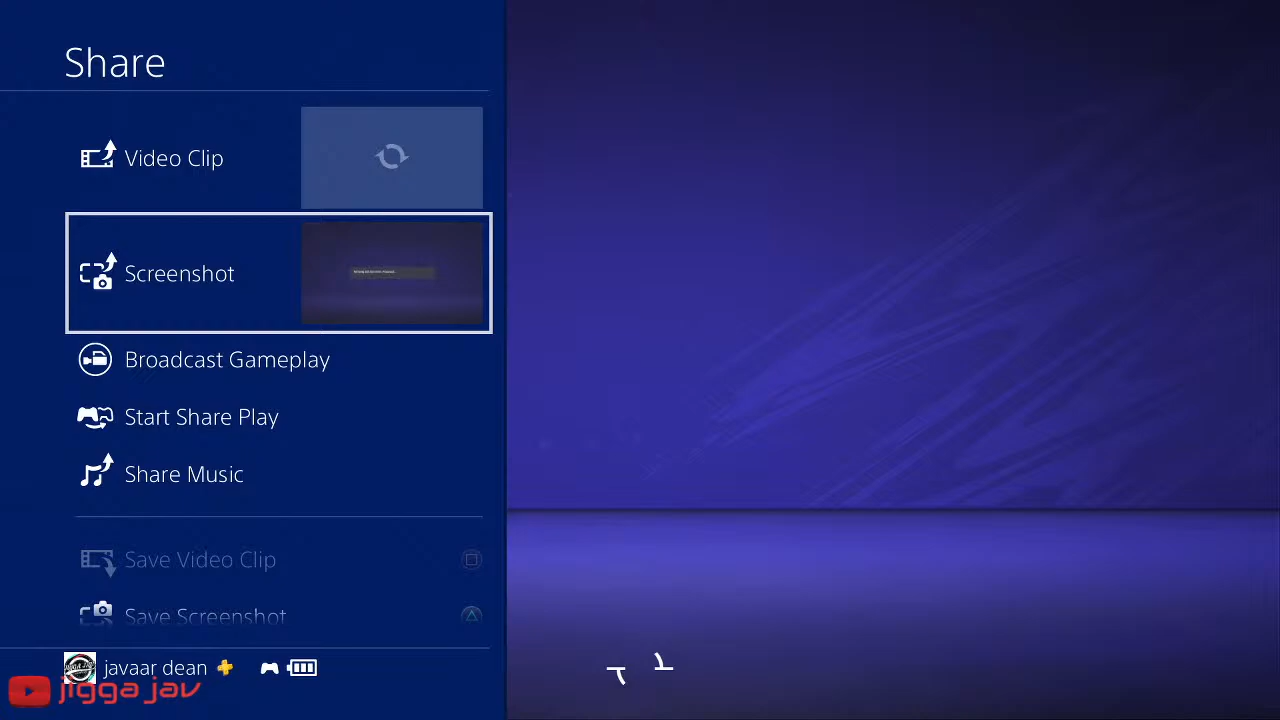 Share
Video Clip
Screenshot
Broadcast Gameplay
Start Share Play
Share Music
Save Video Clip
Save Screenshot
javaar dean
jigga jav